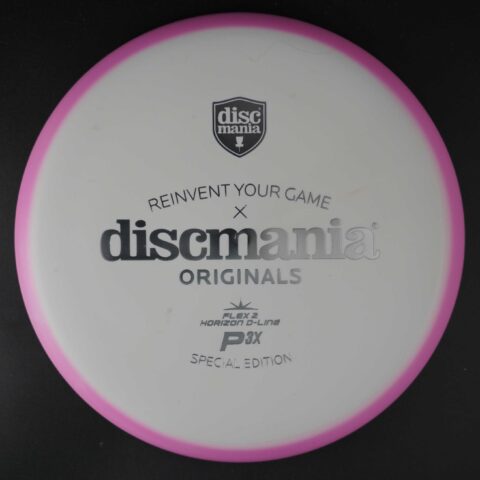 disc
mania
REINVENT YOUR GAME
X
discmania
ORIGINALS
FLEX 2
HORIZON D-LINE
P3X
SPECIAL EDITION